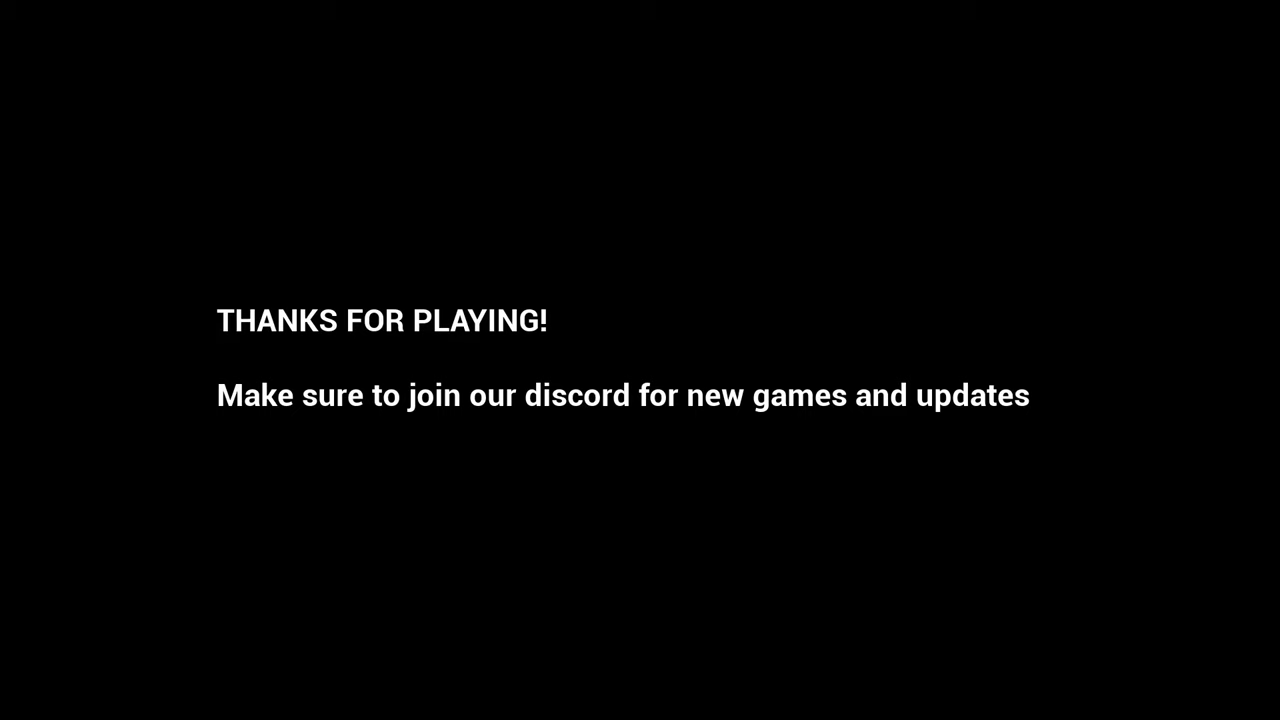 THANKS FOR PLAYING!
Make sure to join our discord for new games and updates